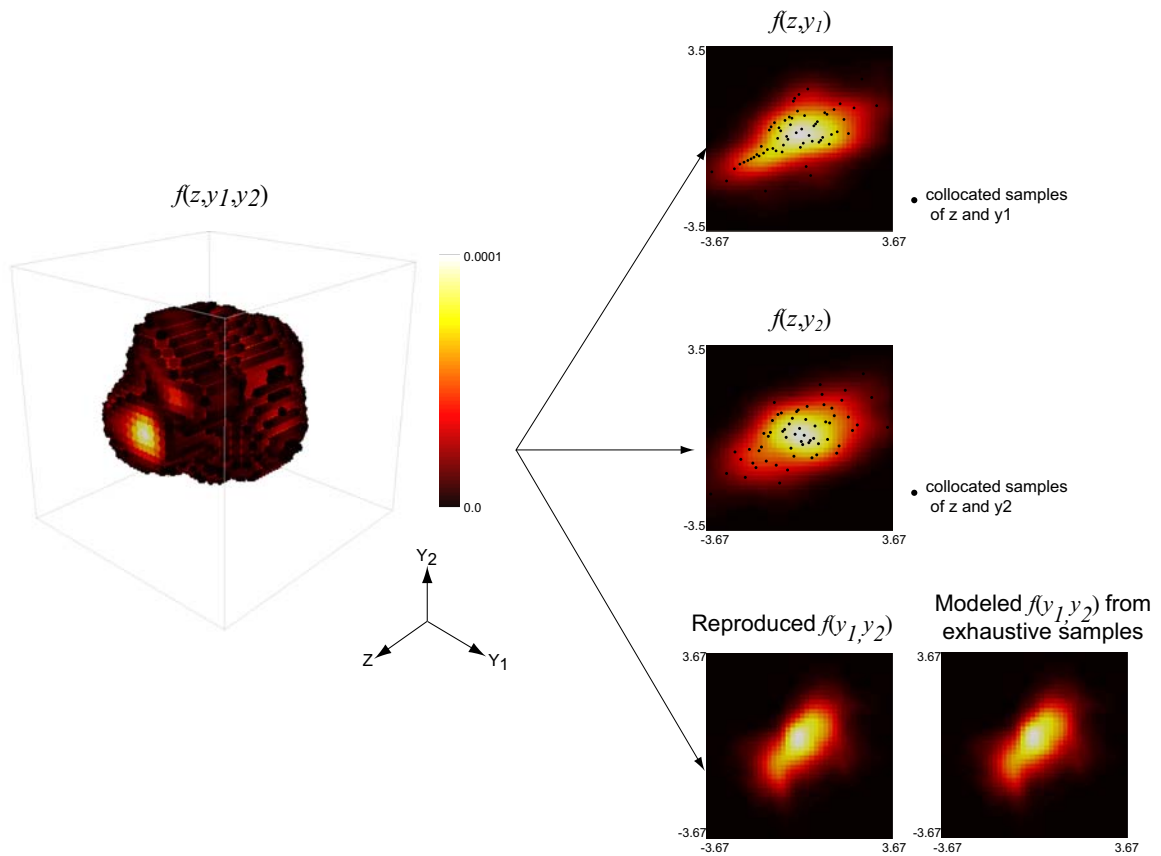 f(z,y1,y2)
0.0001
0.0
Y2
Z
Y1
f(z,y1)
3.5
-3.5
-3.67
3.67
• collocated samples
of z and y1
f(z,y2)
3.5
-3.5
-3.67
3.67
• collocated samples
of z and y2
Reproduced f(y1,y2)
3.67
-3.67
-3.67
3.67
Modeled f(y1,y2) from
exhaustive samples
3.67
-3.67
-3.67
3.67